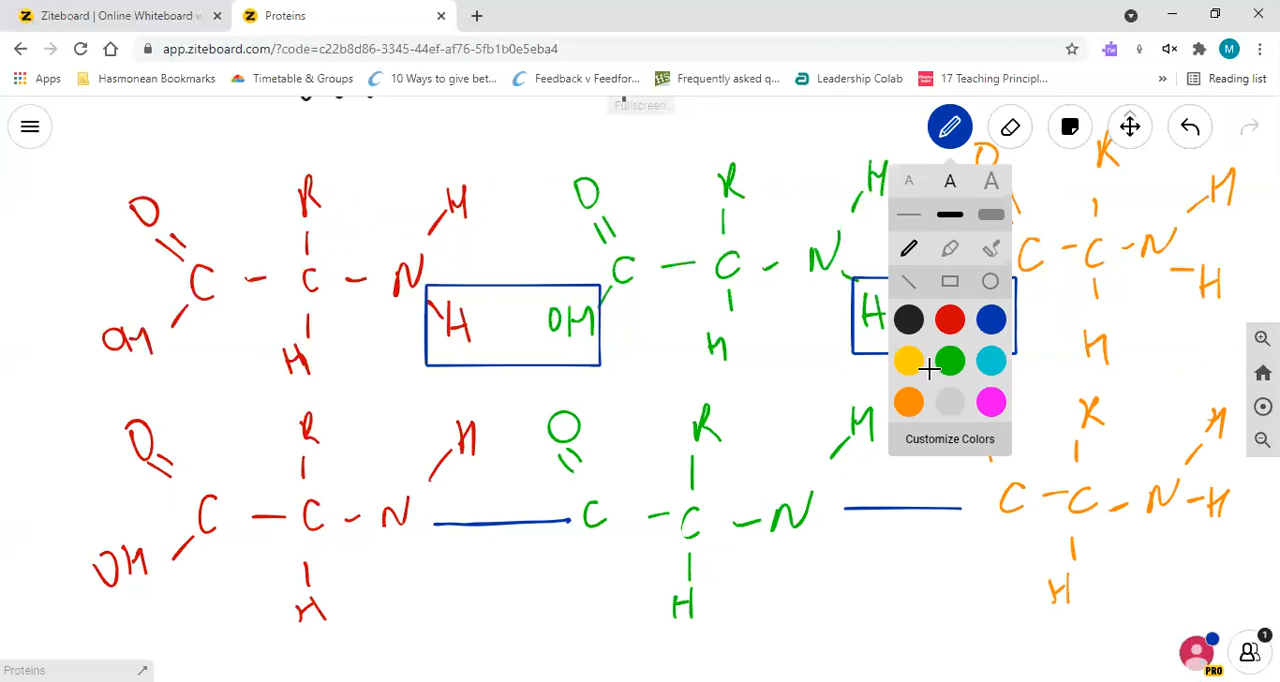 Ziteboard | Online Whiteboard w
Proteins
app.ziteboard.com/?code=c22b8d86-3345-44ef-af76-5fb1b0e5eba4
M
Apps
Hasmonean Bookmarks
Timetable & Groups
10 Ways to give bet...
Feedback v Feedfor...
Frequently asked q...
Leadership Colab
17 Teaching Principl...
»
Reading list
Fullscreen
A A A
Customize Colors
O R H O R H O R H
C - C - N C - C - N C - C - N
OH H H OH H H H H
O R H O R H R H
C - C - N C - C - N C - C - N - H
OH H H H
Proteins
PRO
1